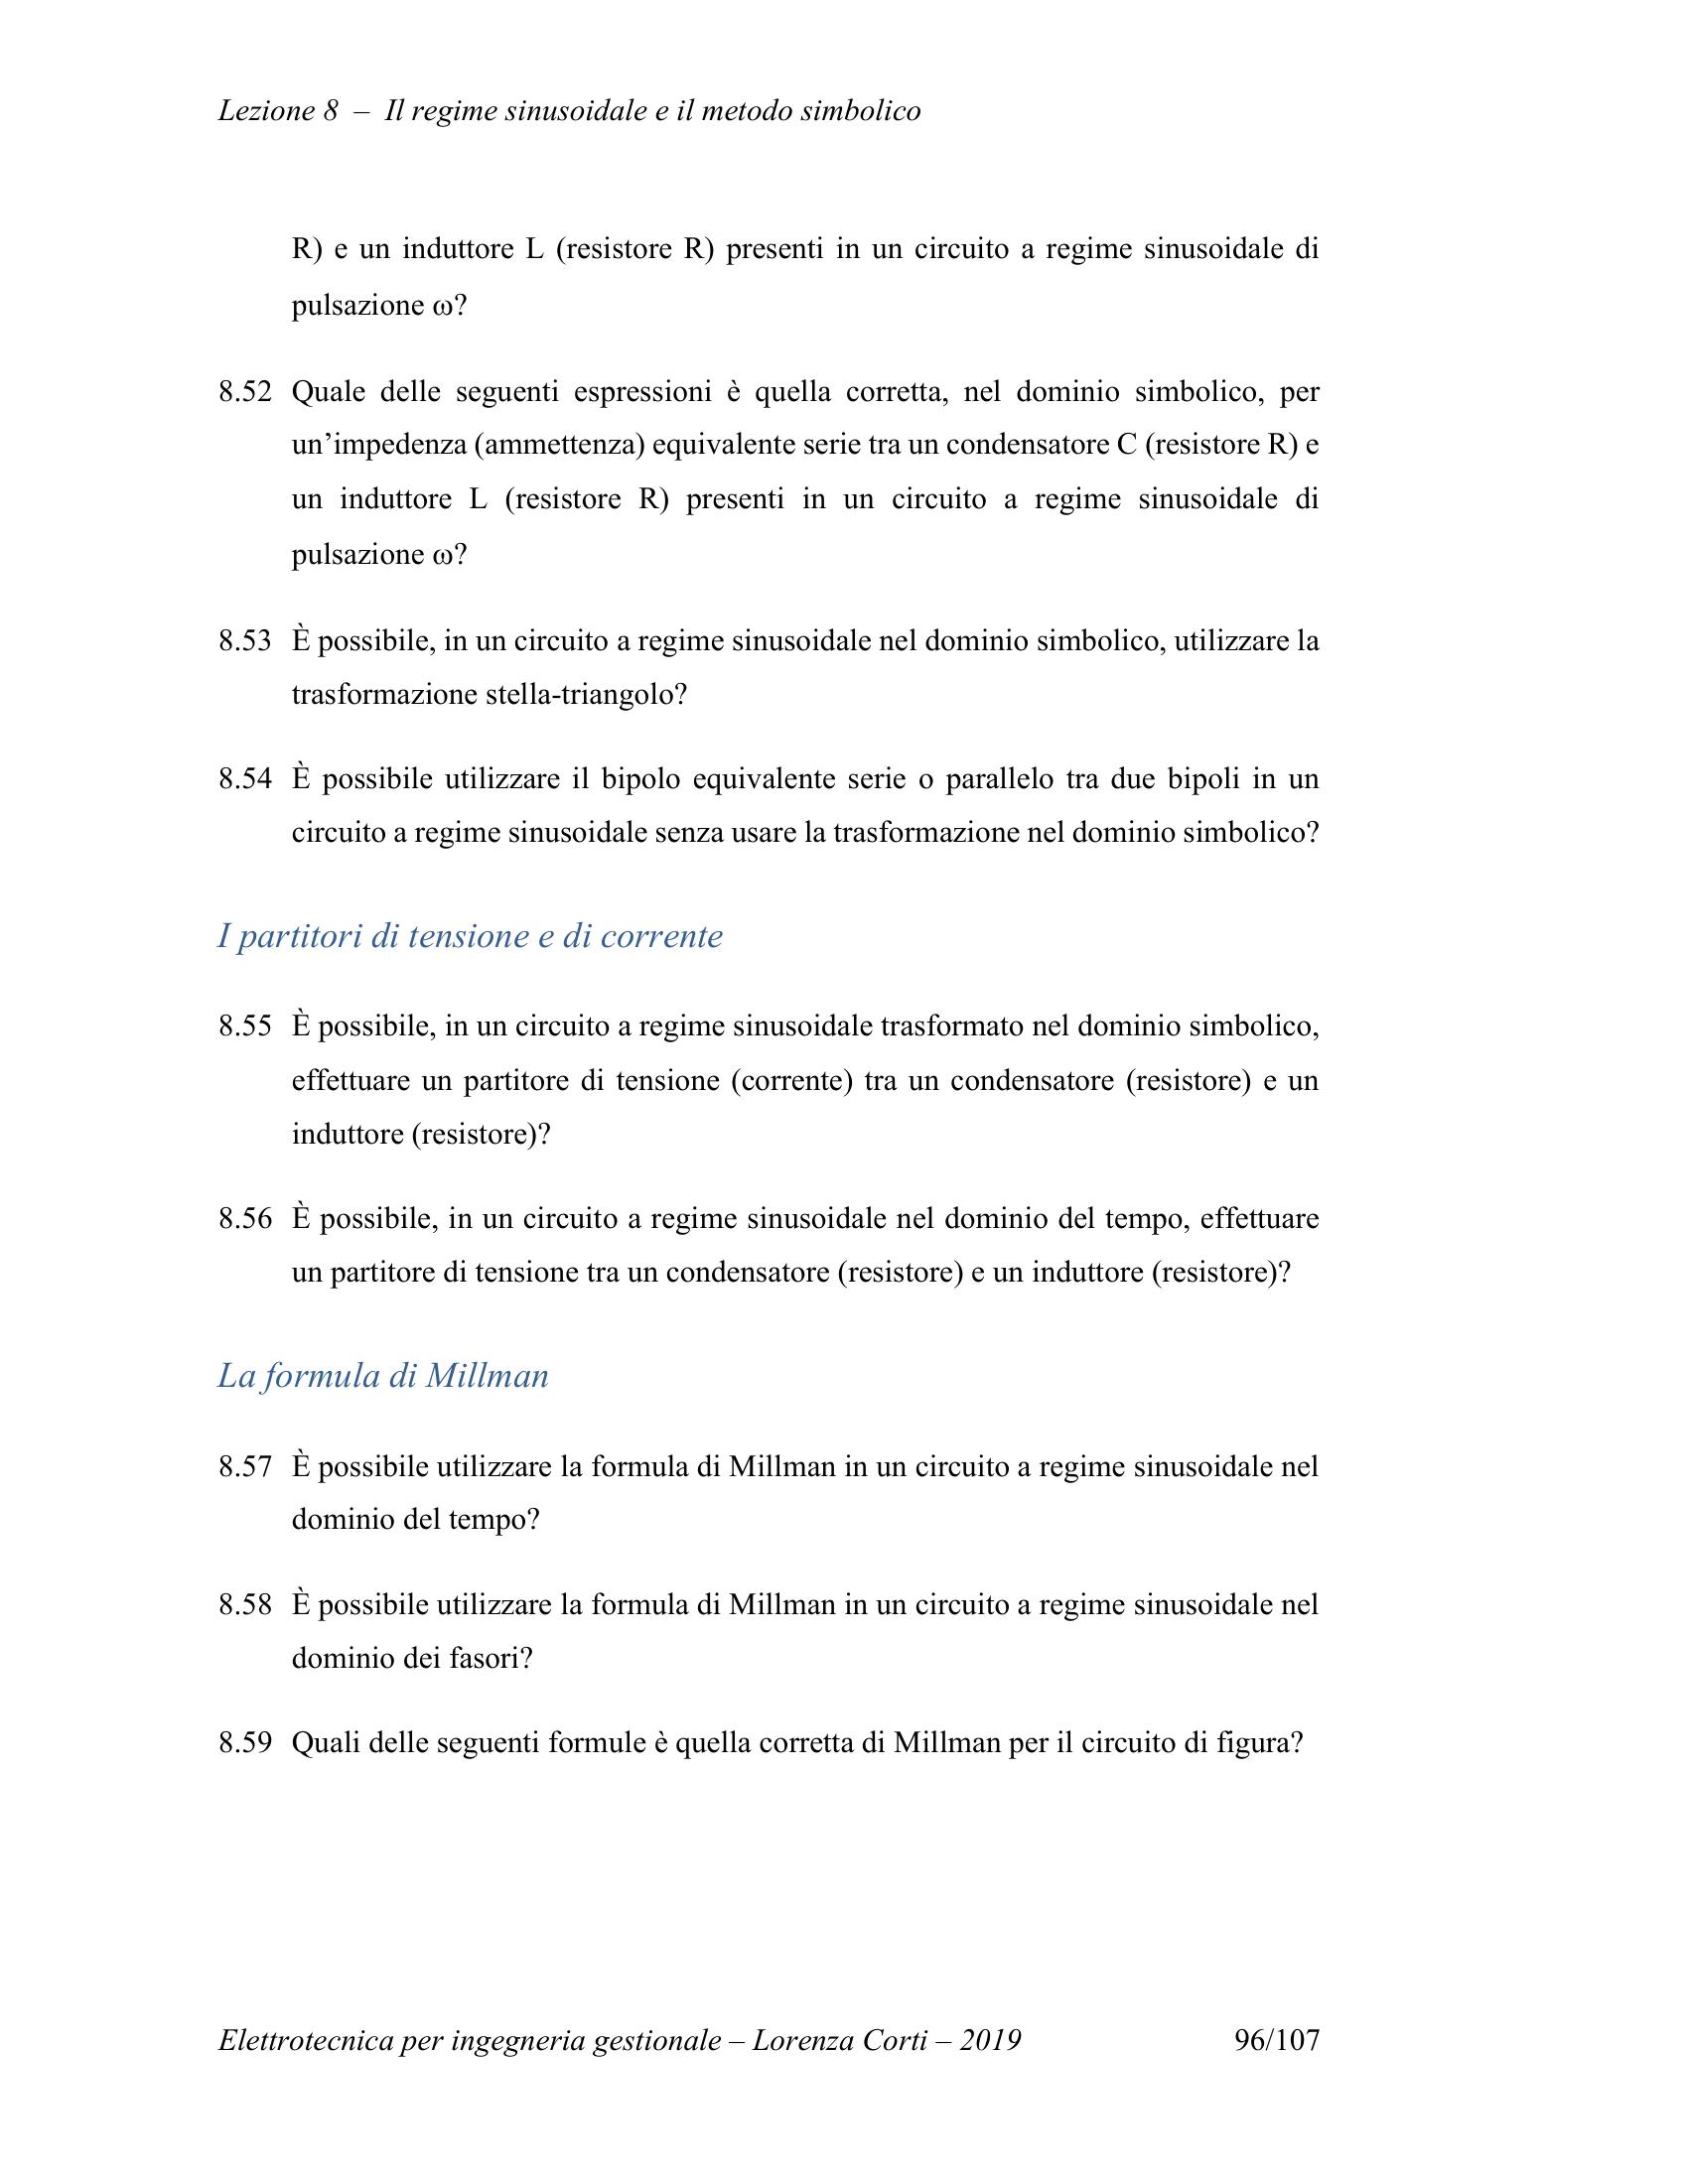 Lezione 8 – Il regime sinusoidale e il metodo simbolico
R) e un induttore L (resistore R) presenti in un circuito a regime sinusoidale di
pulsazione ω?
8.52 Quale delle seguenti espressioni è quella corretta, nel dominio simbolico, per
un’impedenza (ammettenza) equivalente serie tra un condensatore C (resistore R) e
un induttore L (resistore R) presenti in un circuito a regime sinusoidale di
pulsazione ω?
8.53 È possibile, in un circuito a regime sinusoidale nel dominio simbolico, utilizzare la
trasformazione stella-triangolo?
8.54 È possibile utilizzare il bipolo equivalente serie o parallelo tra due bipoli in un
circuito a regime sinusoidale senza usare la trasformazione nel dominio simbolico?
I partitori di tensione e di corrente
8.55 È possibile, in un circuito a regime sinusoidale trasformato nel dominio simbolico,
effettuare un partitore di tensione (corrente) tra un condensatore (resistore) e un
induttore (resistore)?
8.56 È possibile, in un circuito a regime sinusoidale nel dominio del tempo, effettuare
un partitore di tensione tra un condensatore (resistore) e un induttore (resistore)?
La formula di Millman
8.57 È possibile utilizzare la formula di Millman in un circuito a regime sinusoidale nel
dominio del tempo?
8.58 È possibile utilizzare la formula di Millman in un circuito a regime sinusoidale nel
dominio dei fasori?
8.59 Quali delle seguenti formule è quella corretta di Millman per il circuito di figura?
Elettrotecnica per ingegneria gestionale – Lorenza Corti – 2019 96/107